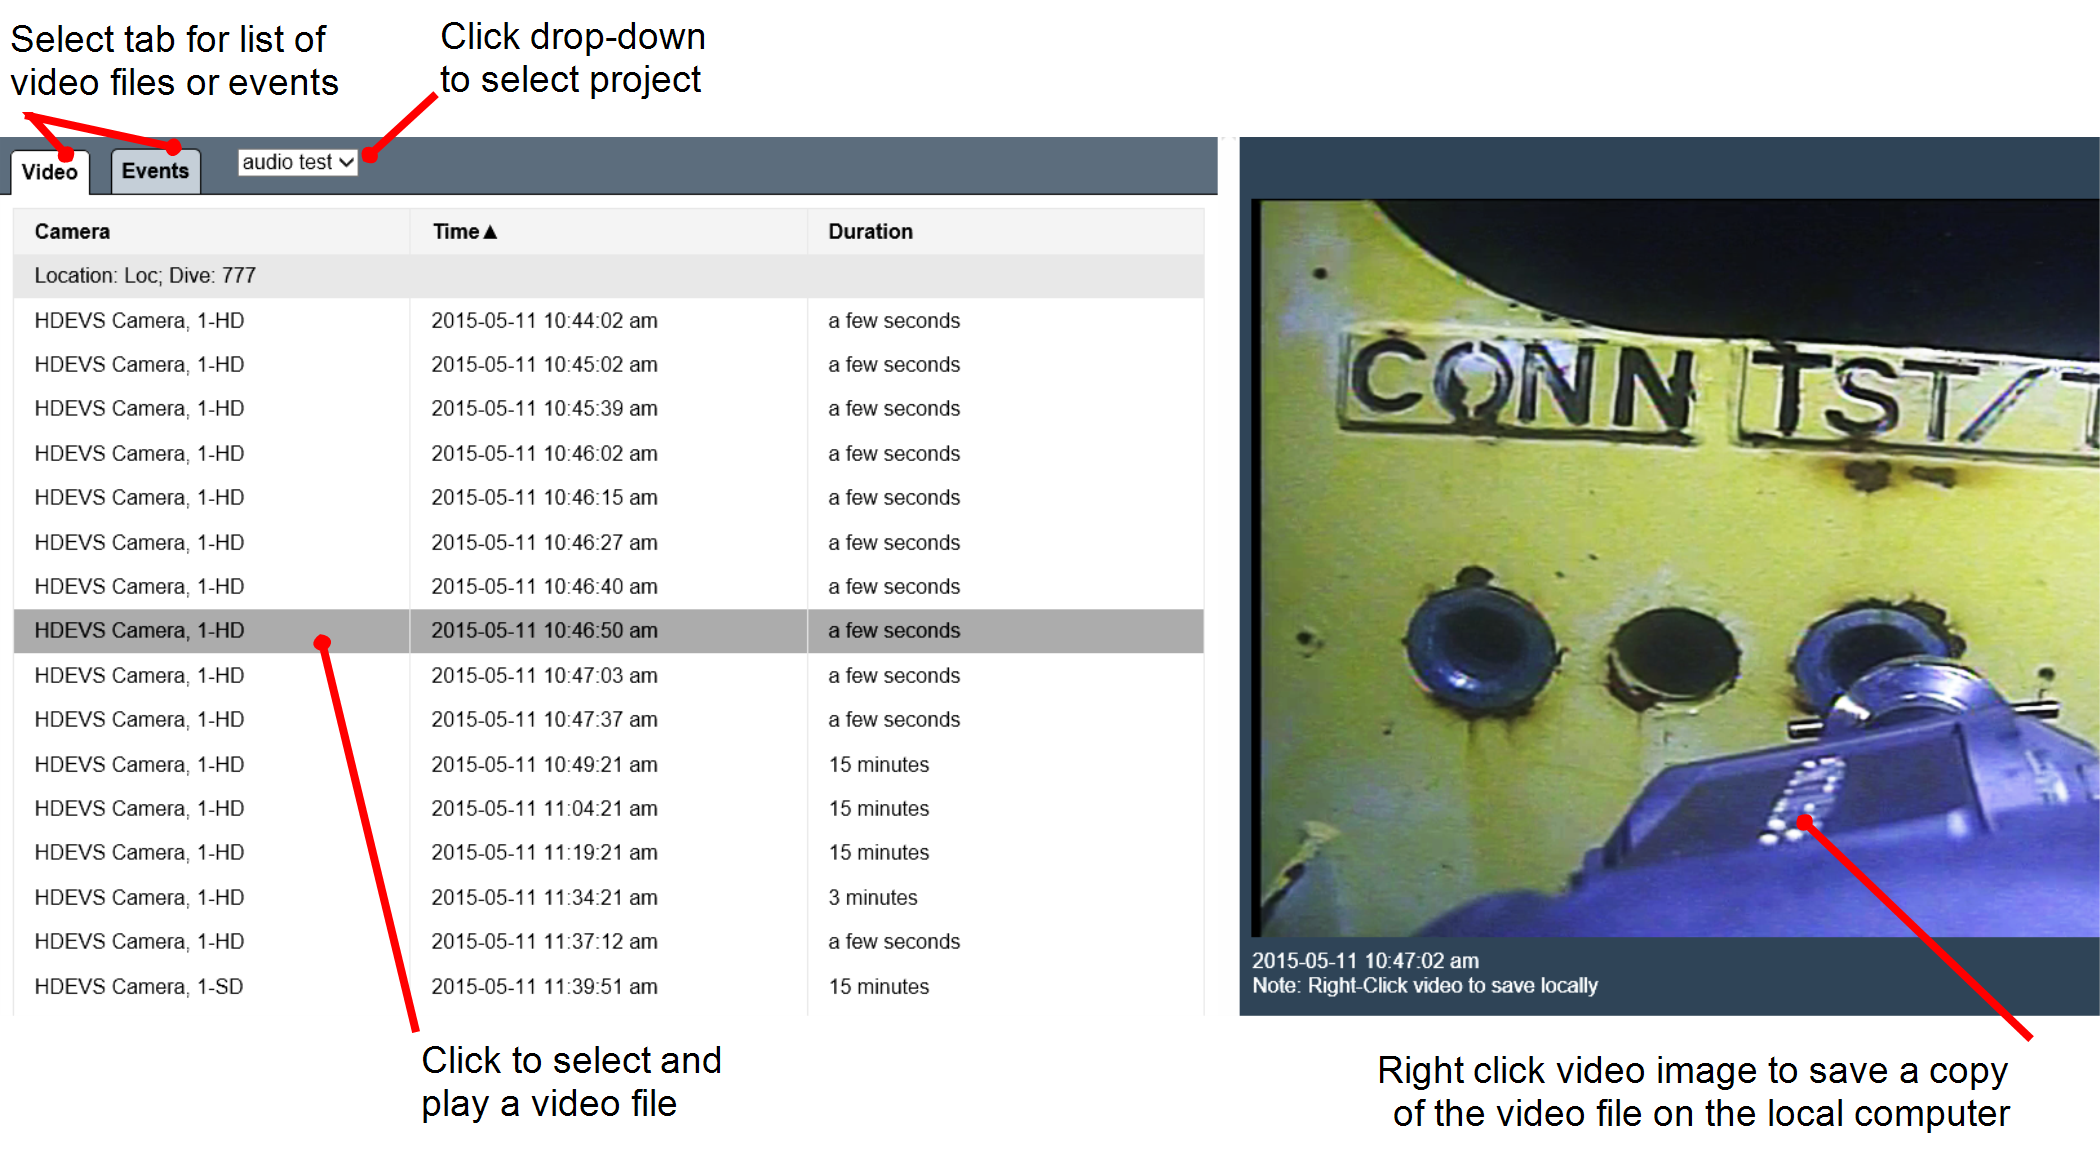 Select tab for list of
video files or events
Click drop-down
to select project
Video
Events
audio test
Camera Time▲ Duration
Location: Loc; Dive: 777
HDEVS Camera, 1-HD 2015-05-11 10:44:02 am a few seconds
HDEVS Camera, 1-HD 2015-05-11 10:45:02 am a few seconds
HDEVS Camera, 1-HD 2015-05-11 10:45:39 am a few seconds
HDEVS Camera, 1-HD 2015-05-11 10:46:02 am a few seconds
HDEVS Camera, 1-HD 2015-05-11 10:46:15 am a few seconds
HDEVS Camera, 1-HD 2015-05-11 10:46:27 am a few seconds
HDEVS Camera, 1-HD 2015-05-11 10:46:40 am a few seconds
HDEVS Camera, 1-HD 2015-05-11 10:46:50 am a few seconds
HDEVS Camera, 1-HD 2015-05-11 10:47:03 am a few seconds
HDEVS Camera, 1-HD 2015-05-11 10:47:37 am a few seconds
HDEVS Camera, 1-HD 2015-05-11 10:49:21 am 15 minutes
HDEVS Camera, 1-HD 2015-05-11 11:04:21 am 15 minutes
HDEVS Camera, 1-HD 2015-05-11 11:19:21 am 15 minutes
HDEVS Camera, 1-HD 2015-05-11 11:34:21 am 3 minutes
HDEVS Camera, 1-HD 2015-05-11 11:37:12 am a few seconds
HDEVS Camera, 1-SD 2015-05-11 11:39:51 am 15 minutes
CONN TST/T
2015-05-11 10:47:02 am
Note: Right-Click video to save locally
Click to select and
play a video file
Right click video image to save a copy
of the video file on the local computer